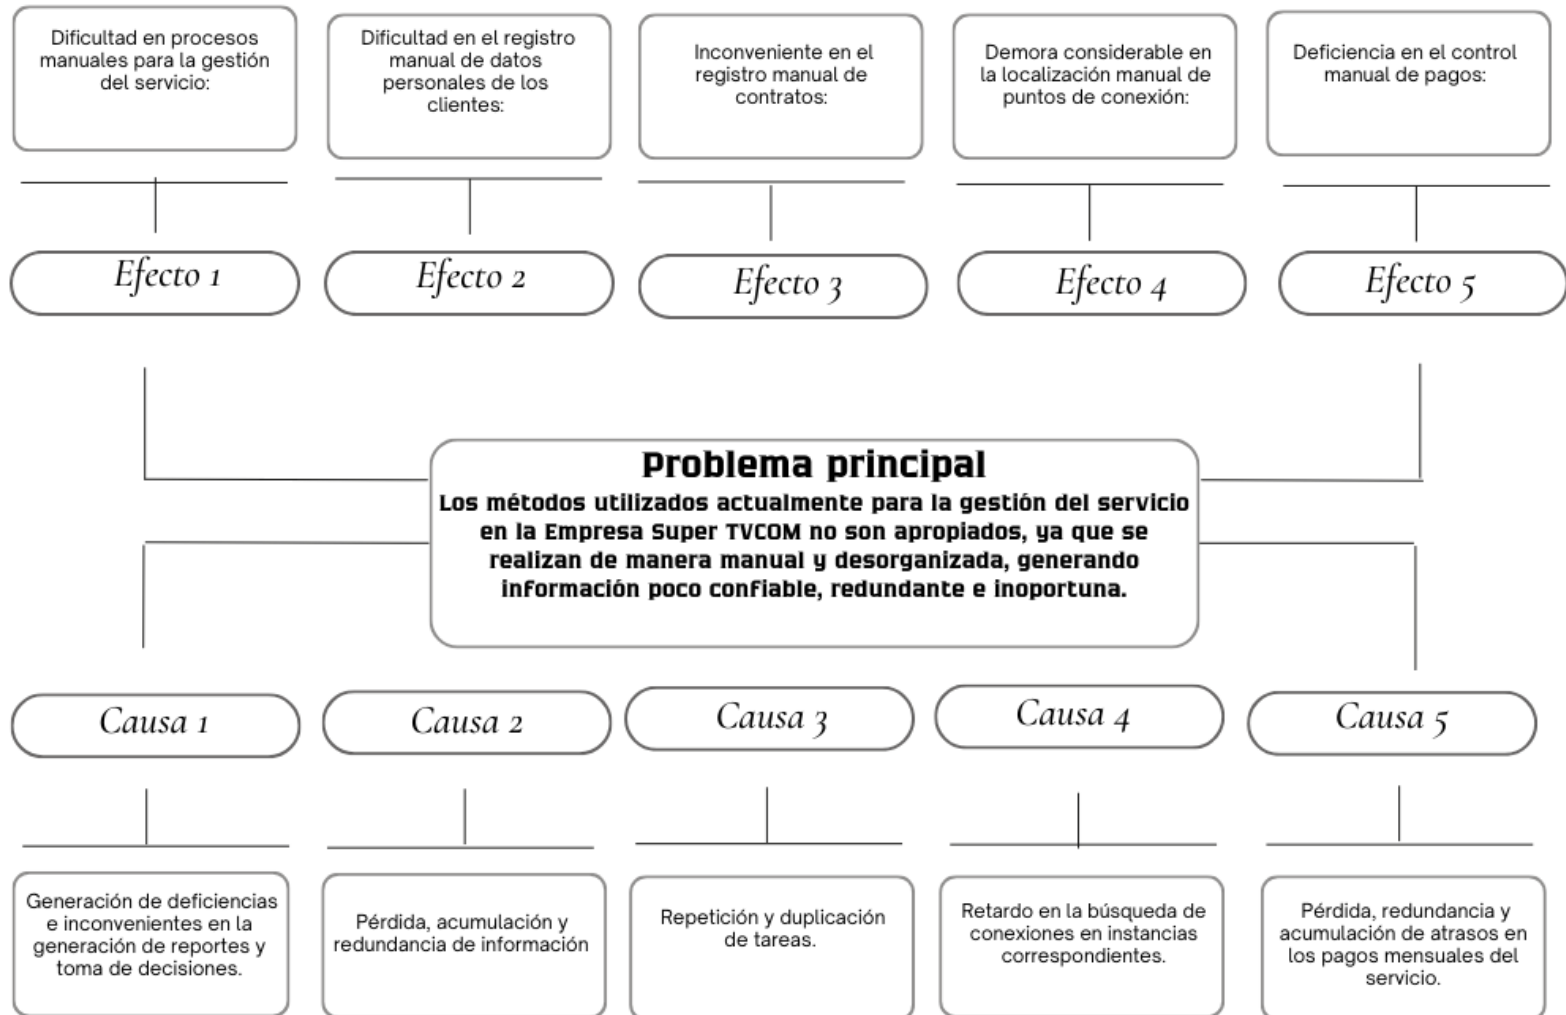 Dificultad en procesos
manuales para la gestión
del servicio:
Dificultad en el registro
manual de datos
personales de los
clientes:
Inconveniente en el
registro manual de
contratos:
Demora considerable en
la localización manual de
puntos de conexión:
Deficiencia en el control
manual de pagos:
Efecto 1
Efecto 2
Efecto 3
Efecto 4
Efecto 5
Problema principal
Los métodos utilizados actualmente para la gestión del servicio
en la Empresa Super TVCOM no son apropiados, ya que se
realizan de manera manual y desorganizada, generando
información poco confiable, redundante e inoportuna.
Causa 1
Causa 2
Causa 3
Causa 4
Causa 5
Generación de deficiencias
e inconvenientes en la
generación de reportes y
toma de decisiones.
Pérdida, acumulación y
redundancia de información
Repetición y duplicación
de tareas.
Retardo en la búsqueda de
conexiones en instancias
correspondientes.
Pérdida, redundancia y
acumulación de atrasos en
los pagos mensuales del
servicio.